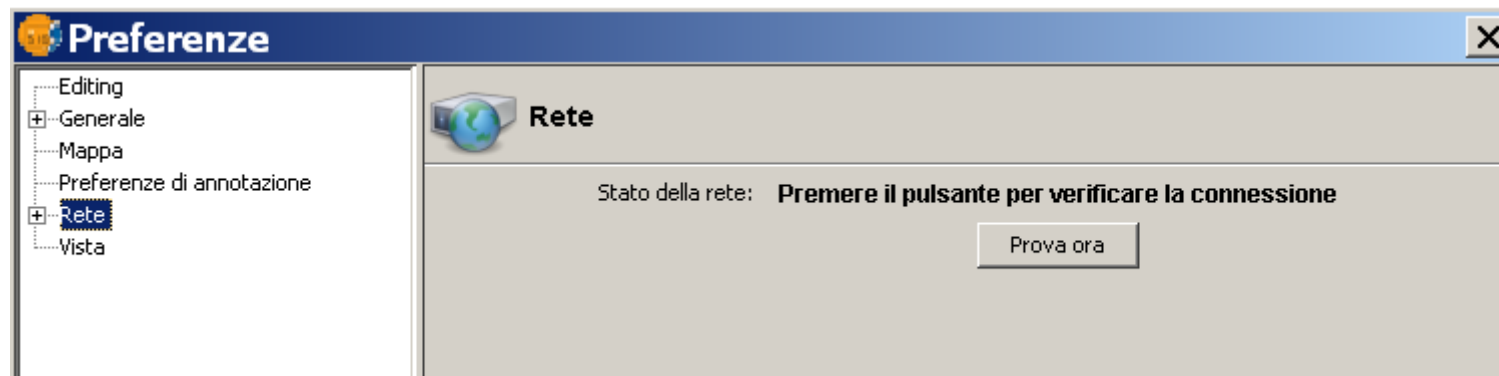 Preferenze
Editing
Generale
Mappa
Preferenze di annotazione
Rete
Vista
Rete
Stato della rete: Premere il pulsante per verificare la connessione
Prova ora